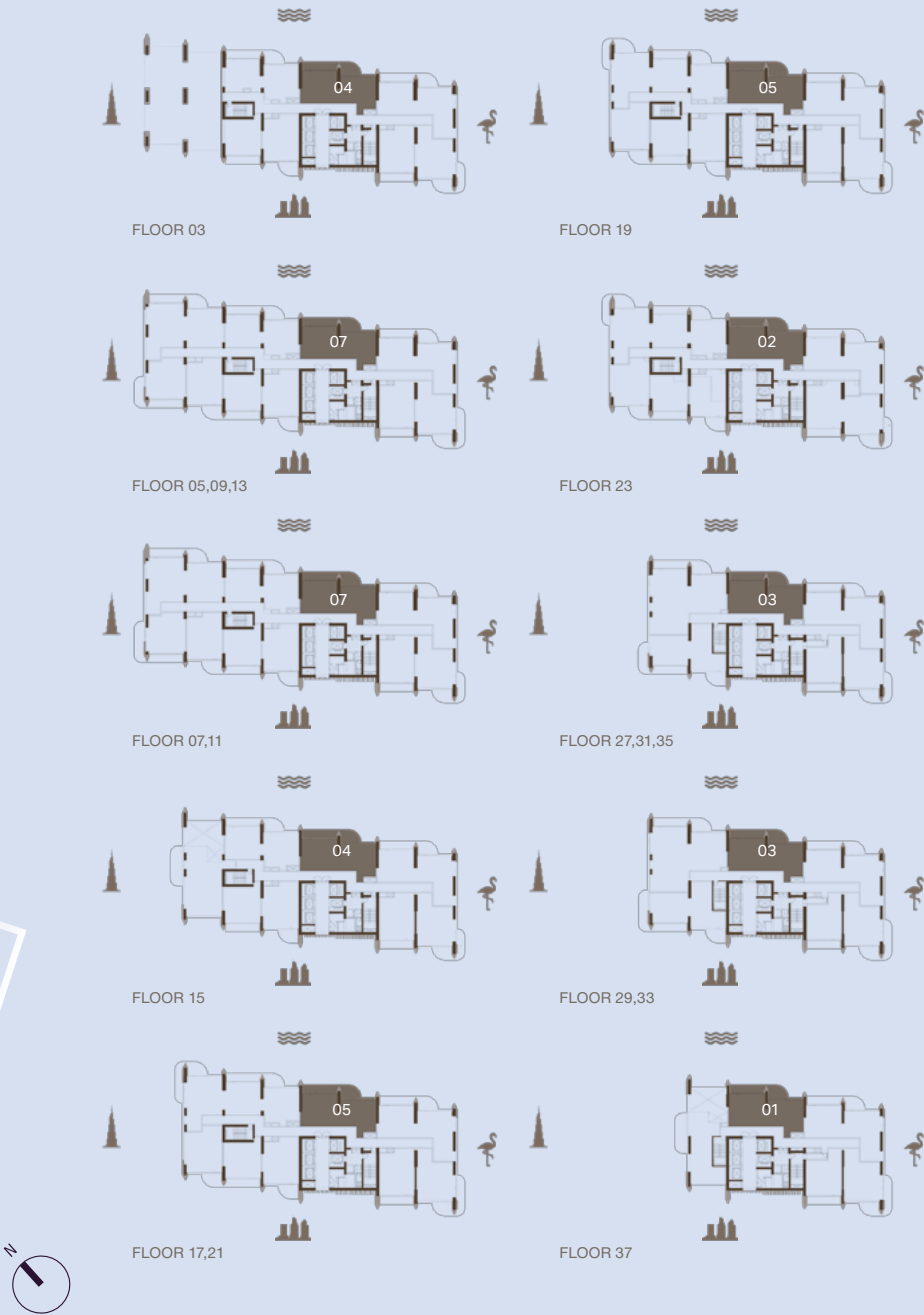 04
FLOOR 03
05
FLOOR 19
07
FLOOR 05,09,13
02
FLOOR 23
07
FLOOR 07,11
03
FLOOR 27,31,35
04
FLOOR 15
03
FLOOR 29,33
05
FLOOR 17,21
01
FLOOR 37
N